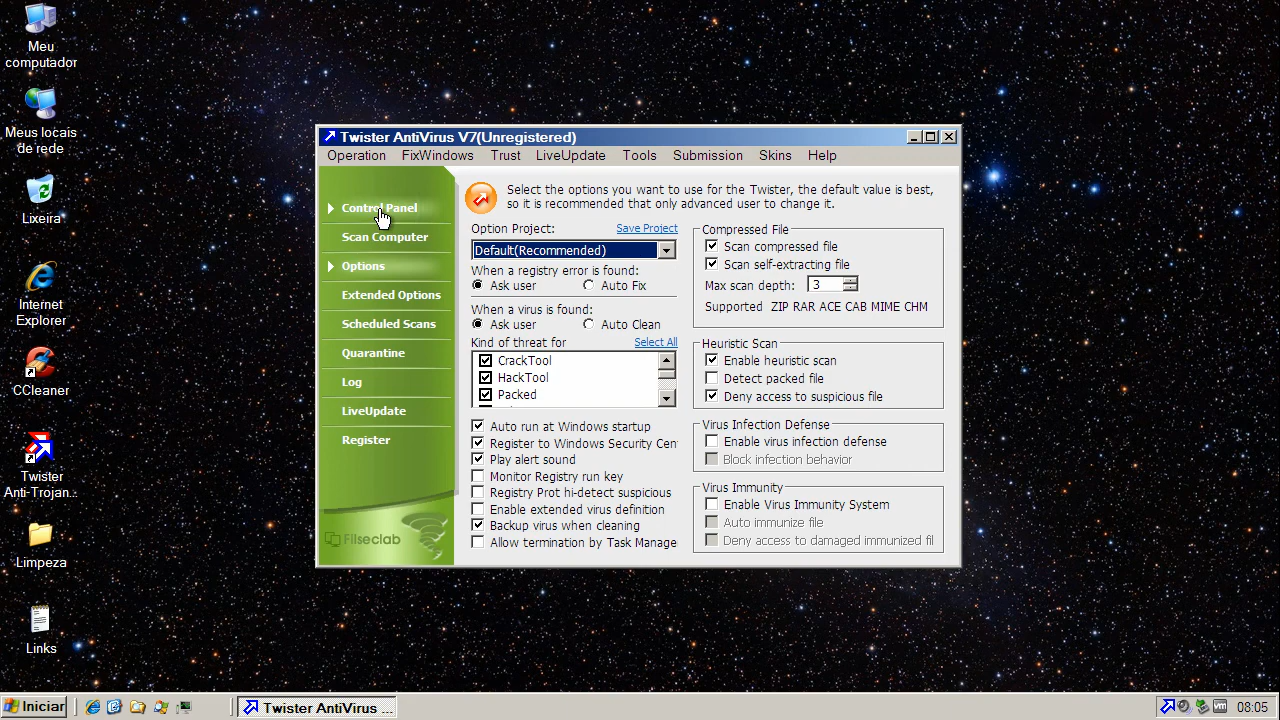 Meu
computador
Meus locais
de rede
Lixeira
Internet
Explorer
CCleaner
Twister
Anti-Trojan...
Limpeza
Links
Twister AntiVirus V7(Unregistered)
Operation FixWindows Trust LiveUpdate Tools Submission Skins Help
Control Panel
Scan Computer
Options
Extended Options
Scheduled Scans
Quarantine
Log
LiveUpdate
Register
Filseclab
Select the options you want to use for the Twister, the default value is best,
so it is recommended that only advanced user to change it.
Option Project: Save Project
Default(Recommended)
When a registry error is found:
Ask user Auto Fix
When a virus is found:
Ask user Auto Clean
Kind of threat for Select All
CrackTool
HackTool
Packed
Auto run at Windows startup
Register to Windows Security Cen
Play alert sound
Monitor Registry run key
Registry Prot hi-detect suspicious
Enable extended virus definition
Backup virus when cleaning
Allow termination by Task Manage
Compressed File
Scan compressed file
Scan self-extracting file
Max scan depth: 3
Supported ZIP RAR ACE CAB MIME CHM
Heuristic Scan
Enable heuristic scan
Detect packed file
Deny access to suspicious file
Virus Infection Defense
Enable virus infection defense
Block infection behavior
Virus Immunity
Enable Virus Immunity System
Auto immunize file
Deny access to damaged immunized fil
Iniciar
Twister AntiVirus ...
vm
08:05